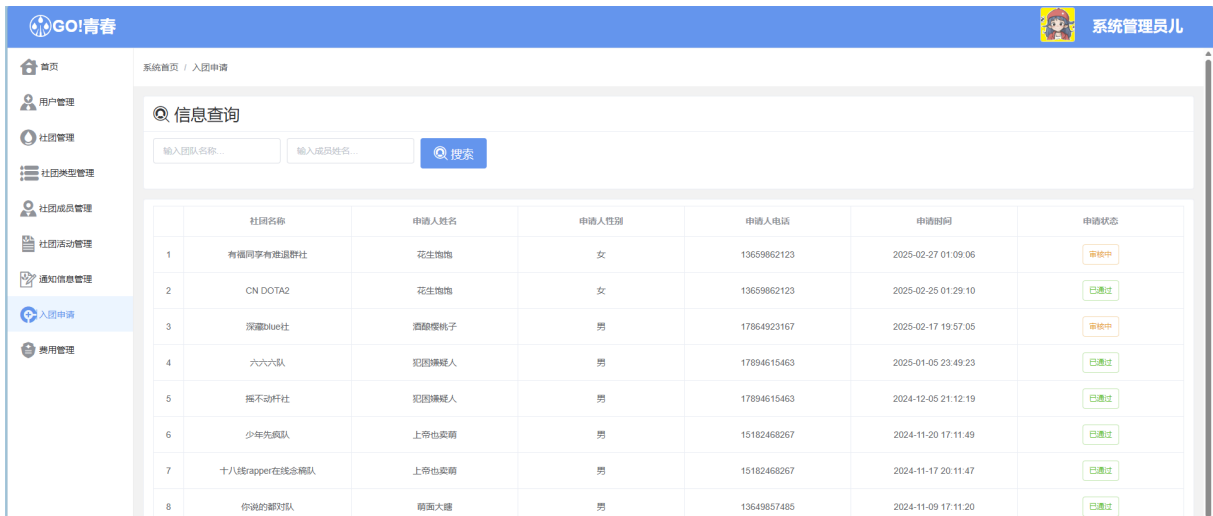 GO!青春
系统管理员儿
首页
用户管理
社团管理
社团类型管理
社团成员管理
社团活动管理
通知信息管理
入团申请
费用管理
系统首页 / 入团申请
信息查询
输入团队名称...
输入成员姓名...
搜索
社团名称 申请人姓名 申请人性别 申请人电话 申请时间 申请状态
1 有福同享有难退群社 花生饱饱 女 13659862123 2025-02-27 01:09:06 审核中
2 CN DOTA2 花生饱饱 女 13659862123 2025-02-25 01:29:10 已通过
3 深藏blue社 酒酿樱桃子 男 17864923167 2025-02-17 19:57:05 审核中
4 六六六队 犯困嫌疑人 男 17894615463 2025-01-05 23:49:23 已通过
5 摇不动杆社 犯困嫌疑人 男 17894615463 2024-12-05 21:12:19 已通过
6 少年先疯队 上帝也卖萌 男 15182468267 2024-11-20 17:11:49 已通过
7 十八线rapper在线念稿队 上帝也卖萌 男 15182468267 2024-11-17 20:11:47 已通过
8 你说的都对队 萌面大瞳 男 13649857485 2024-11-09 17:11:20 已通过